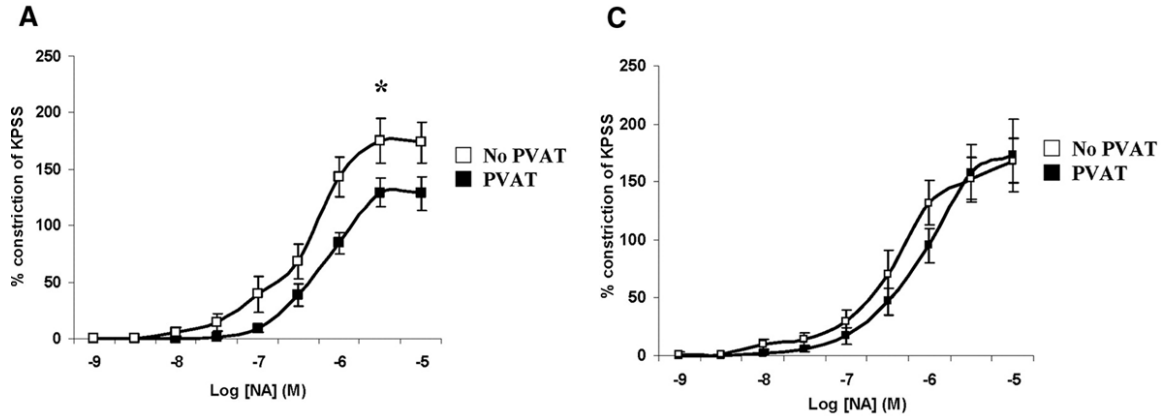 A
250
200
150
100
50
0
% constriction of KPSS
*
-9 -8 -7 -6 -5
Log [NA] (M)
No PVAT
PVAT
C
250
200
150
100
50
0
% constriction of KPSS
-9 -8 -7 -6 -5
Log [NA] (M)
No PVAT
PVAT